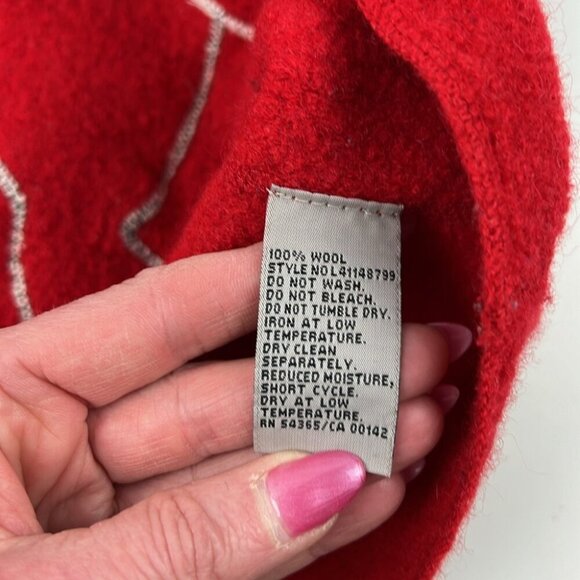 100% WOOL
STYLE NO L41148799
DO NOT WASH.
DO NOT BLEACH.
DO NOT TUMBLE DRY.
IRON AT LOW
TEMPERATURE.
DRY CLEAN
SEPARATELY.
REDUCED MOISTURE,
SHORT CYCLE.
DRY AT LOW
TEMPERATURE.
RN 54365/CA 00142